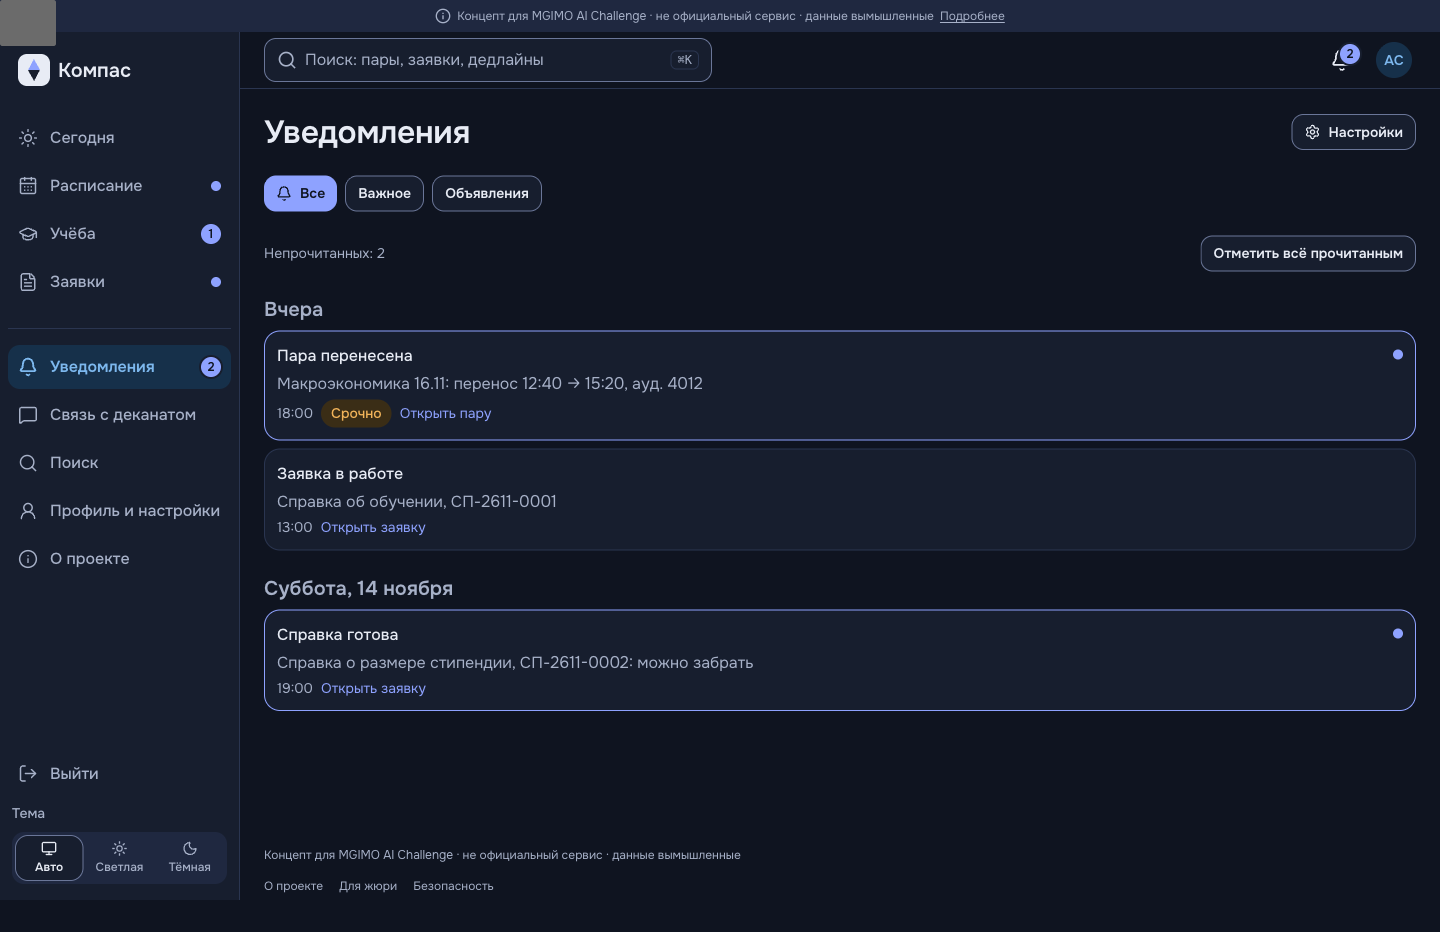 Концепт для MGIMO AI Challenge · не официальный сервис · данные вымышленные Подробнее
Компас
Поиск: пары, заявки, дедлайны ⌘K
2
АС
Сегодня
Расписание
Учёба 1
Заявки
Уведомления 2
Связь с деканатом
Поиск
Профиль и настройки
О проекте
Выйти
Тема
Авто Светлая Тёмная
Уведомления
Настройки
Все Важное Объявления
Непрочитанных: 2
Отметить всё прочитанным
Вчера
Пара перенесена
Макроэкономика 16.11: перенос 12:40 → 15:20, ауд. 4012
18:00 Срочно Открыть пару
Заявка в работе
Справка об обучении, СП-2611-0001
13:00 Открыть заявку
Суббота, 14 ноября
Справка готова
Справка о размере стипендии, СП-2611-0002: можно забрать
19:00 Открыть заявку
Концепт для MGIMO AI Challenge · не официальный сервис · данные вымышленные
О проекте Для жюри Безопасность